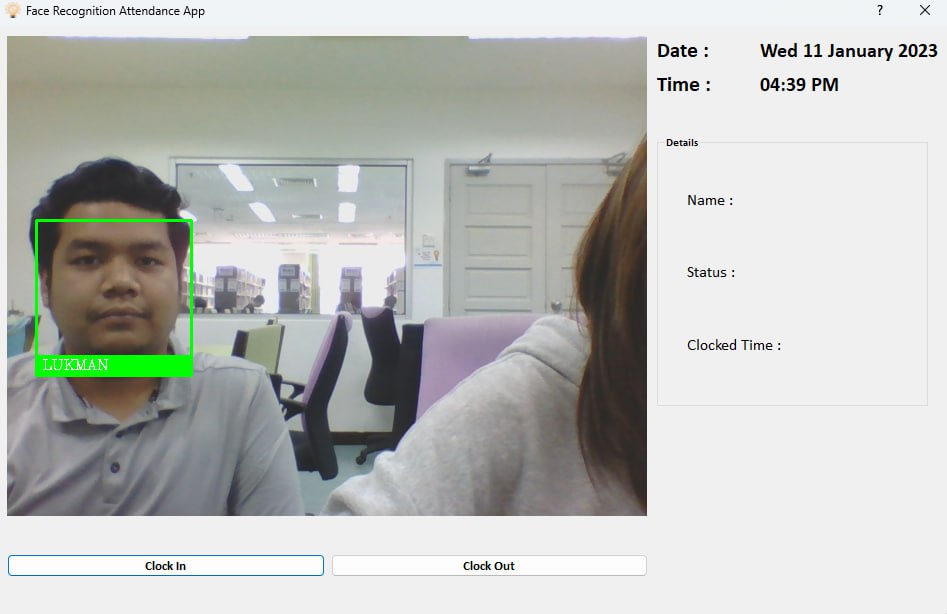 Face Recognition Attendance App
?
Date : Wed 11 January 2023
Time : 04:39 PM
Details
Name :
Status :
Clocked Time :
LUKMAN
Clock In
Clock Out